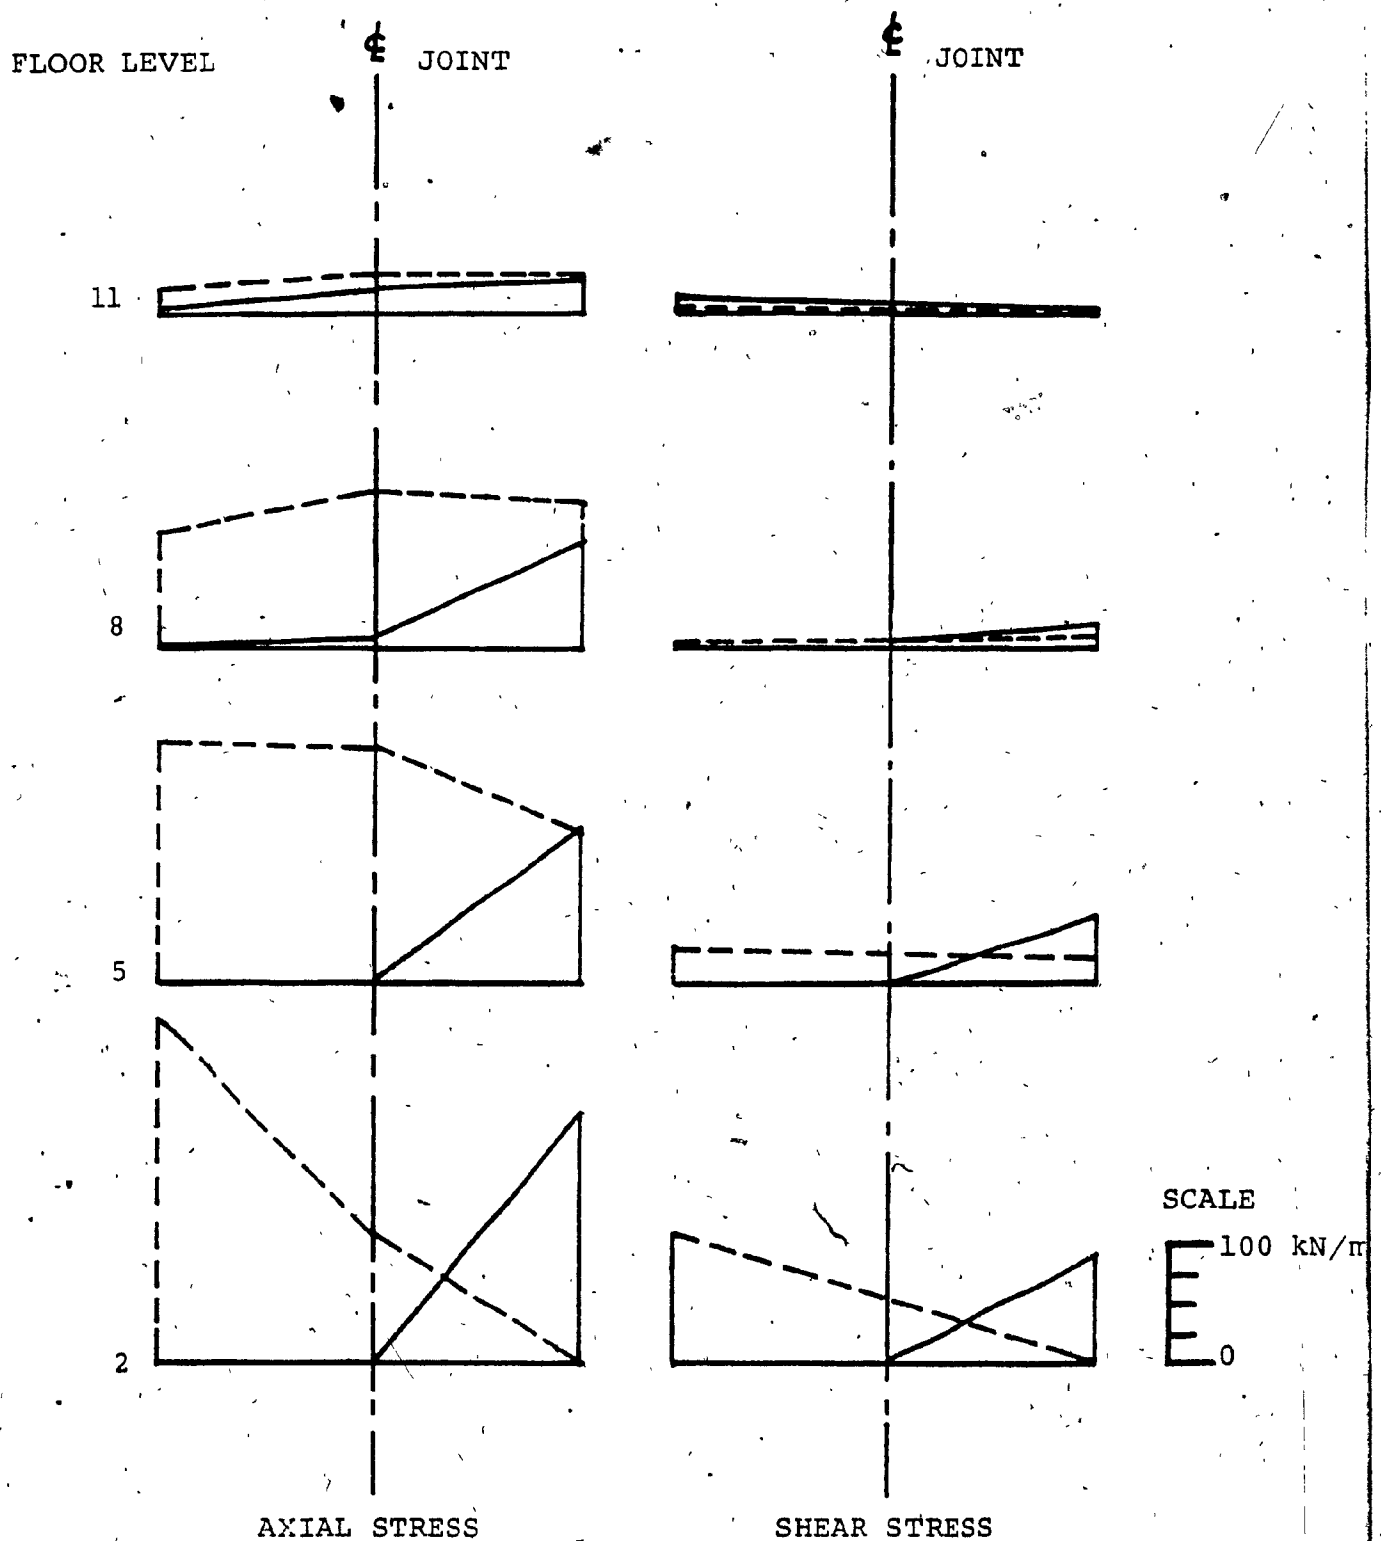 FLOOR LEVEL
℄ JOINT
℄ JOINT
11
8
5
2
SCALE
100 kN/m
0
AXIAL STRESS
SHEAR STRESS